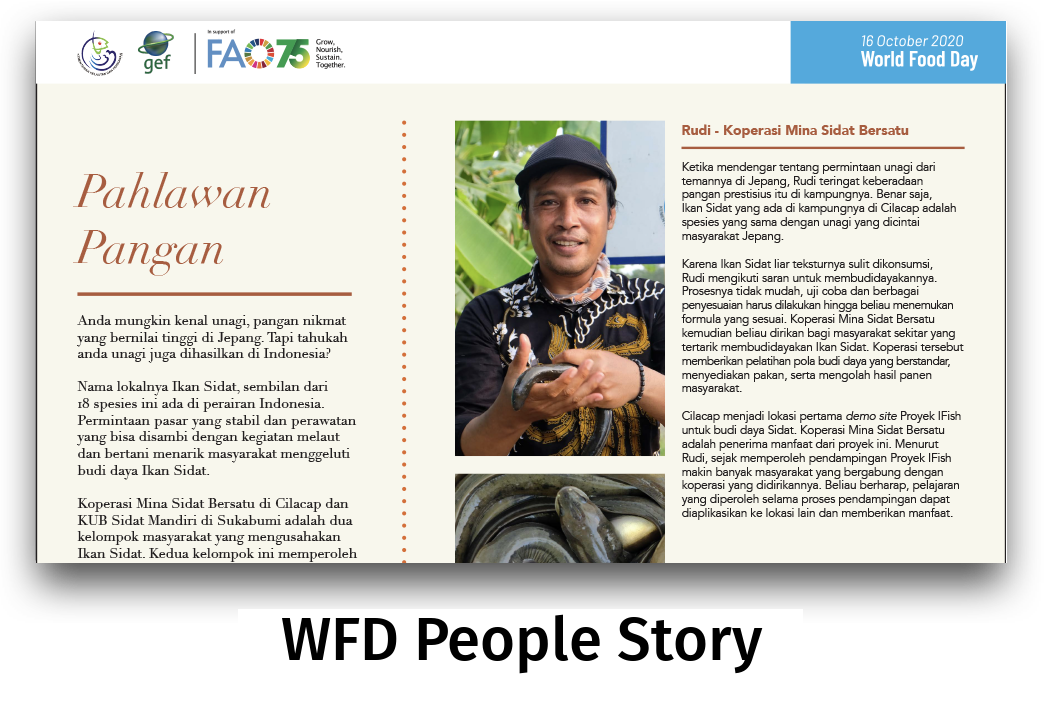 In support of
gef
FAO75
Grow,
Nourish,
Sustain.
Together.
16 October 2020
World Food Day
Pahlawan
Pangan
Anda mungkin kenal unagi, pangan nikmat
yang bernilai tinggi di Jepang. Tapi tahukah
anda unagi juga dihasilkan di Indonesia?
Nama lokalnya Ikan Sidat, sembilan dari
18 spesies ini ada di perairan Indonesia.
Permintaan pasar yang stabil dan perawatan
yang bisa disambi dengan kegiatan melaut
dan bertani menarik masyarakat menggeluti
budi daya Ikan Sidat.
Koperasi Mina Sidat Bersatu di Cilacap dan
KUB Sidat Mandiri di Sukabumi adalah dua
kelompok masyarakat yang mengusahakan
Ikan Sidat. Kedua kelompok ini memperoleh
Rudi - Koperasi Mina Sidat Bersatu
Ketika mendengar tentang permintaan unagi dari
temannya di Jepang, Rudi teringat keberadaan
pangan prestisius itu di kampungnya. Benar saja,
Ikan Sidat yang ada di kampungnya di Cilacap adalah
spesies yang sama dengan unagi yang dicintai
masyarakat Jepang.
Karena Ikan Sidat liar teksturnya sulit dikonsumsi,
Rudi mengikuti saran untuk membudidayakannya.
Prosesnya tidak mudah, uji coba dan berbagai
penyesuaian harus dilakukan hingga beliau menemukan
formula yang sesuai. Koperasi Mina Sidat Bersatu
kemudian beliau dirikan bagi masyarakat sekitar yang
tertarik membudidayakan Ikan Sidat. Koperasi tersebut
memberikan pelatihan pola budi daya yang berstandar,
menyediakan pakan, serta mengolah hasil panen
masyarakat.
Cilacap menjadi lokasi pertama demo site Proyek IFish
untuk budi daya Sidat. Koperasi Mina Sidat Bersatu
adalah penerima manfaat dari proyek ini. Menurut
Rudi, sejak memperoleh pendampingan Proyek IFish
makin banyak masyarakat yang bergabung dengan
koperasi yang didirikannya. Beliau berharap, pelajaran
yang diperoleh selama proses pendampingan dapat
diaplikasikan ke lokasi lain dan memberikan manfaat.
WFD People Story